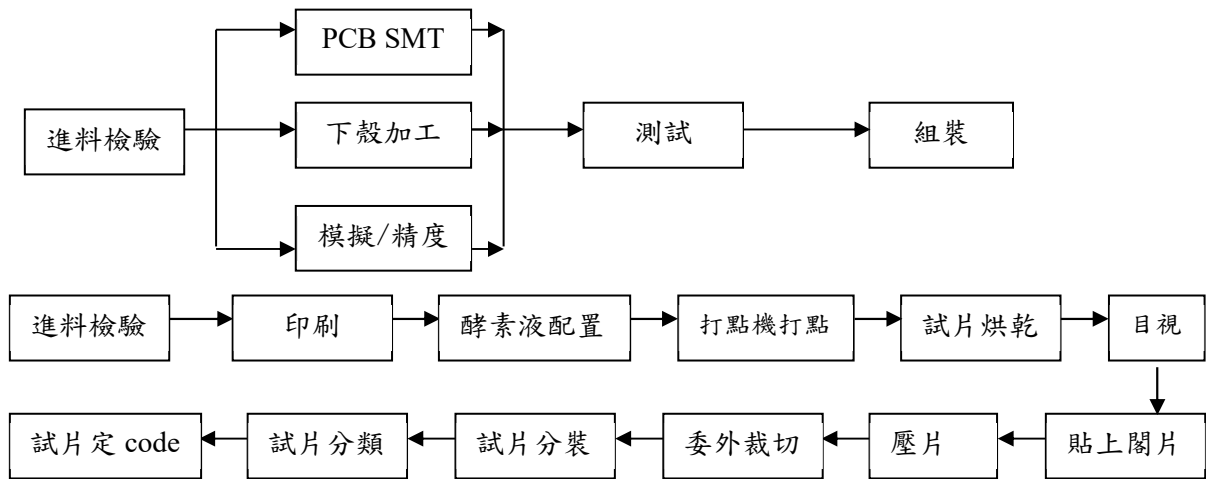 PCB SMT
進料檢驗
下殼加工
測試
組裝
模擬/精度
進料檢驗
印刷
酵素液配置
打點機打點
試片烘乾
目視
試片定 code
試片分類
試片分裝
委外裁切
壓片
貼上閣片